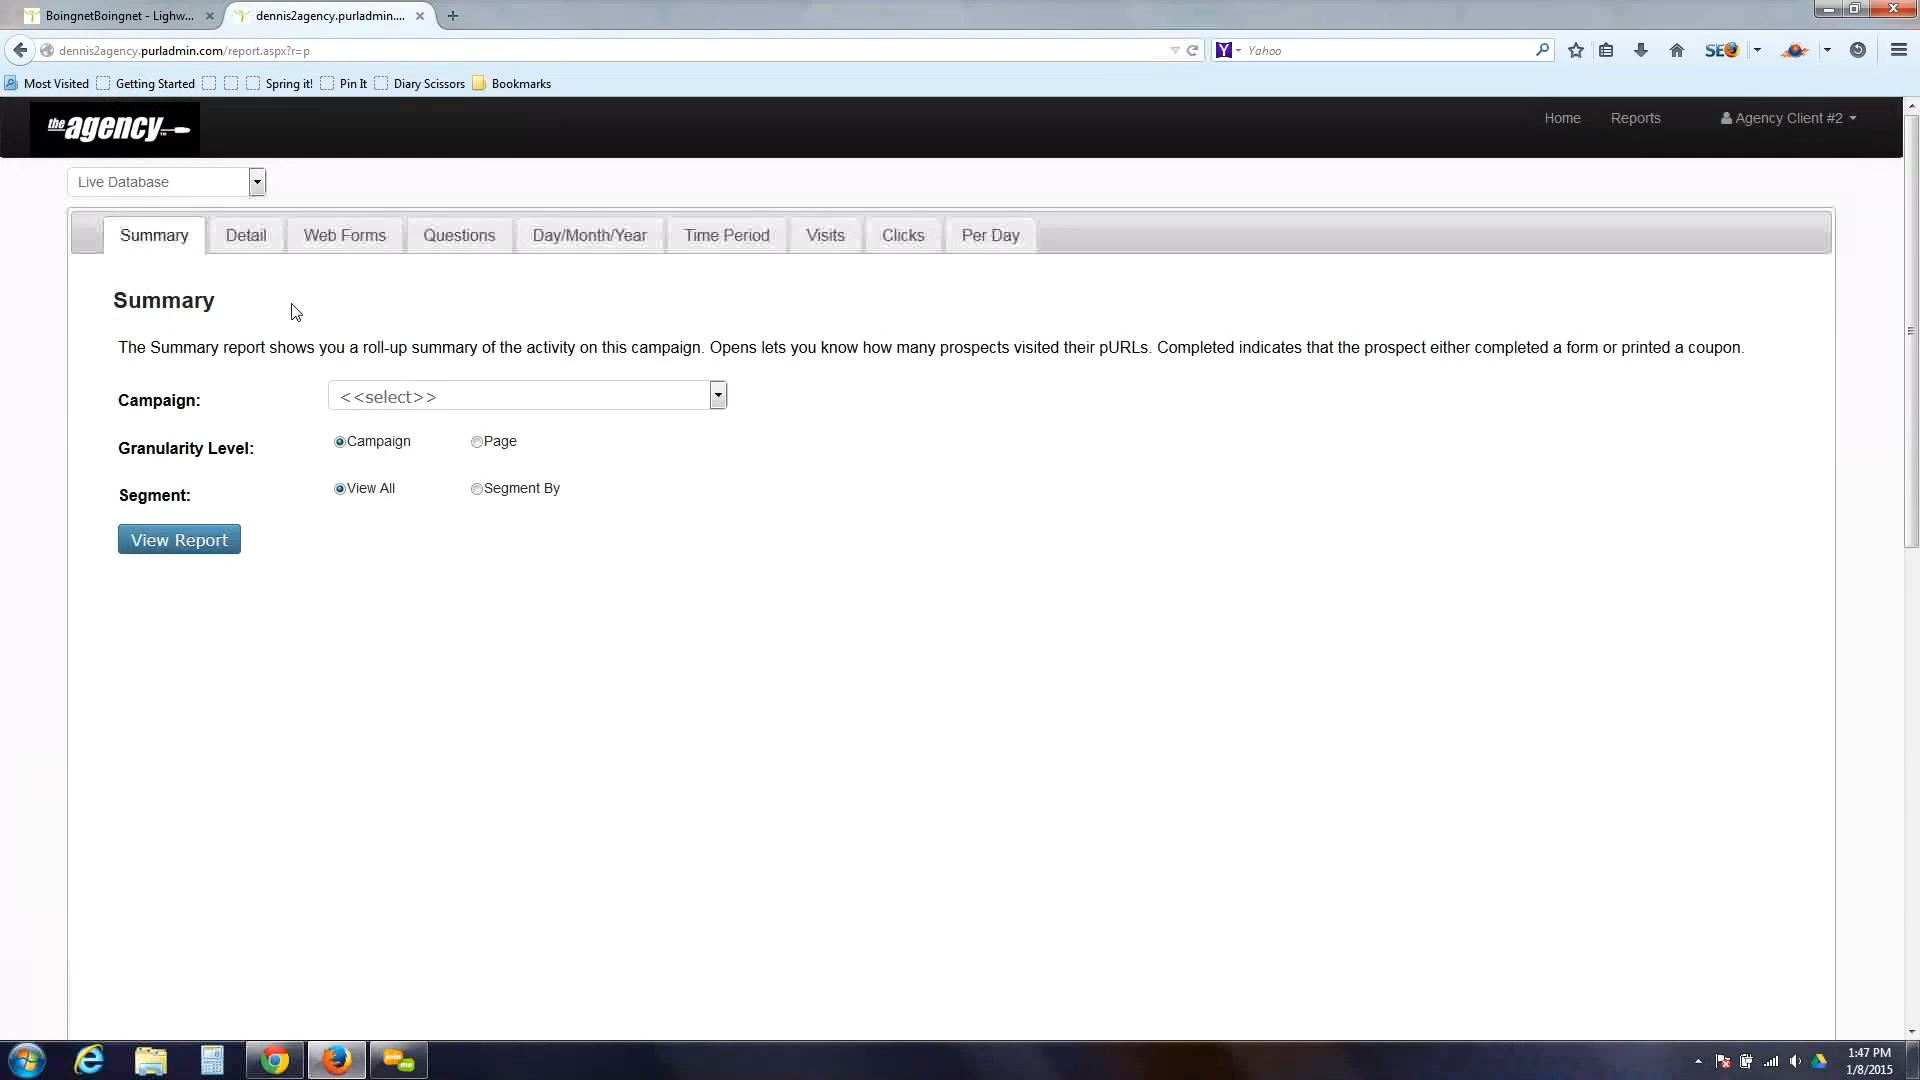 BoingnetBoingnet - Lighw...
dennis2agency.purladmin....
dennis2agency.purladmin.com/report.aspx?r=p
Yahoo
SEO
Most Visited
Getting Started
Spring it!
Pin It
Diary Scissors
Bookmarks
the agency
Home
Reports
Agency Client #2
Live Database
Summary
Detail
Web Forms
Questions
Day/Month/Year
Time Period
Visits
Clicks
Per Day
Summary
The Summary report shows you a roll-up summary of the activity on this campaign. Opens lets you know how many prospects visited their pURLs. Completed indicates that the prospect either completed a form or printed a coupon.
Campaign:
<<select>>
Granularity Level:
Campaign
Page
Segment:
View All
Segment By
View Report
join me
1:47 PM
1/8/2015